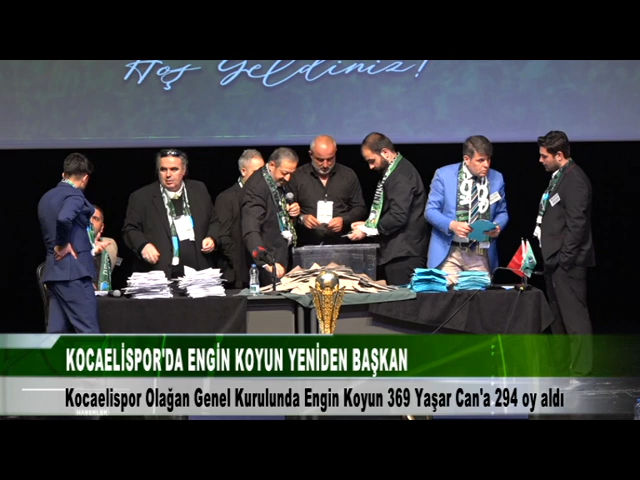 Hoş Geldiniz!
KOCAELİSPOR'DA ENGİN KOYUN YENİDEN BAŞKAN
Kocaelispor Olağan Genel Kurulunda Engin Koyun 369 Yaşar Can'a 294 oy aldı
HABERLER